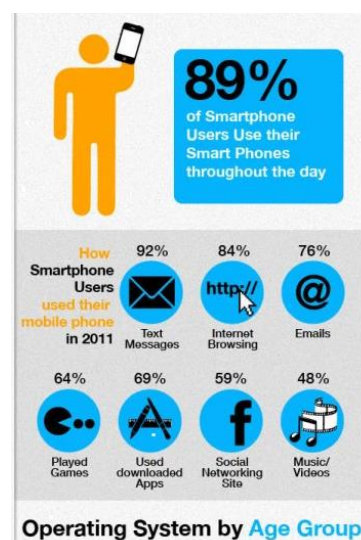 89%
of Smartphone
Users Use their
Smart Phones
throughout the day
How
Smartphone
Users
used their
mobile phone
in 2011
92%
Text
Messages
84%
http://
Internet
Browsing
76%
@
Emails
64%
Played
Games
69%
Used
downloaded
Apps
59%
f
Social
Networking
Site
48%
Music/
Videos
Operating System by Age Group